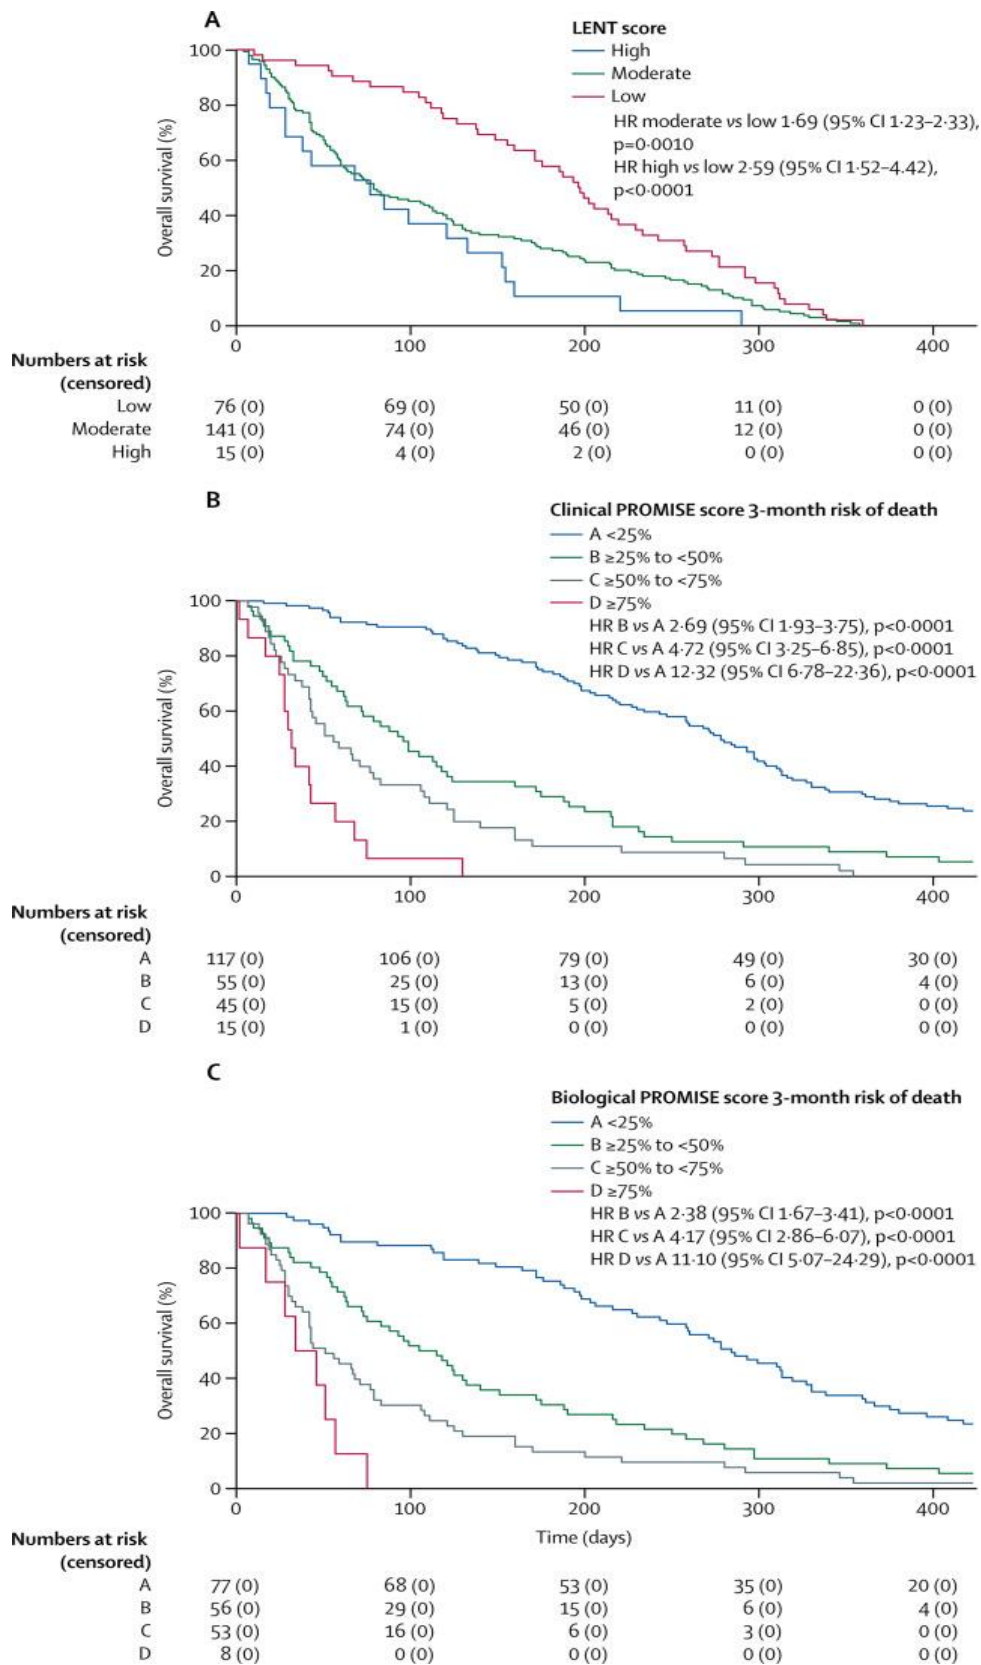 A
LENT score
High
Moderate
Low
HR moderate vs low 1·69 (95% CI 1·23–2·33),
p=0·0010
HR high vs low 2·59 (95% CI 1·52–4.42),
p<0·0001
Overall survival (%)
100
80
60
40
20
0
0 100 200 300 400
Numbers at risk
(censored)
Low 76 (0) 69 (0) 50 (0) 11 (0) 0 (0)
Moderate 141 (0) 74 (0) 46 (0) 12 (0) 0 (0)
High 15 (0) 4 (0) 2 (0) 0 (0) 0 (0)
B
Clinical PROMISE score 3-month risk of death
A <25%
B ≥25% to <50%
C ≥50% to <75%
D ≥75%
HR B vs A 2·69 (95% CI 1·93–3·75), p<0·0001
HR C vs A 4·72 (95% CI 3·25–6·85), p<0·0001
HR D vs A 12·32 (95% CI 6·78–22·36), p<0·0001
Overall survival (%)
100
80
60
40
20
0
0 100 200 300 400
Numbers at risk
(censored)
A 117 (0) 106 (0) 79 (0) 49 (0) 30 (0)
B 55 (0) 25 (0) 13 (0) 6 (0) 4 (0)
C 45 (0) 15 (0) 5 (0) 2 (0) 0 (0)
D 15 (0) 1 (0) 0 (0) 0 (0) 0 (0)
C
Biological PROMISE score 3-month risk of death
A <25%
B ≥25% to <50%
C ≥50% to <75%
D ≥75%
HR B vs A 2·38 (95% CI 1·67–3·41), p<0·0001
HR C vs A 4·17 (95% CI 2·86–6·07), p<0·0001
HR D vs A 11·10 (95% CI 5·07–24·29), p<0·0001
Overall survival (%)
100
80
60
40
20
0
0 100 200 300 400
Time (days)
Numbers at risk
(censored)
A 77 (0) 68 (0) 53 (0) 35 (0) 20 (0)
B 56 (0) 29 (0) 15 (0) 6 (0) 4 (0)
C 53 (0) 16 (0) 6 (0) 3 (0) 0 (0)
D 8 (0) 0 (0) 0 (0) 0 (0) 0 (0)